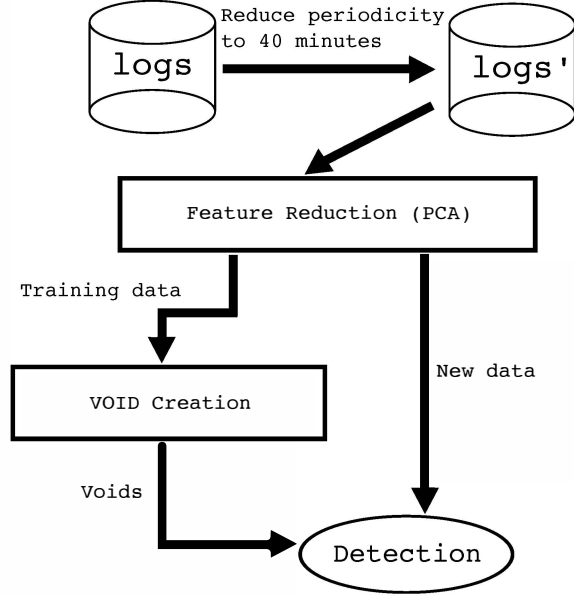 Reduce periodicity
to 40 minutes
logs
logs'
Feature Reduction (PCA)
Training data
New data
VOID Creation
Voids
Detection